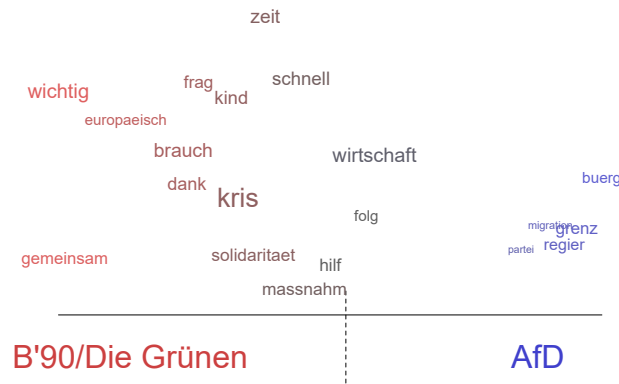 zeit
schnell
frag
kind
wichtig
europaeisch
brauch
wirtschaft
dank
kris
buerg
folg
migration
grenz
regier
partei
solidaritaet
gemeinsam
hilf
massnahm
B'90/Die Grünen
AfD